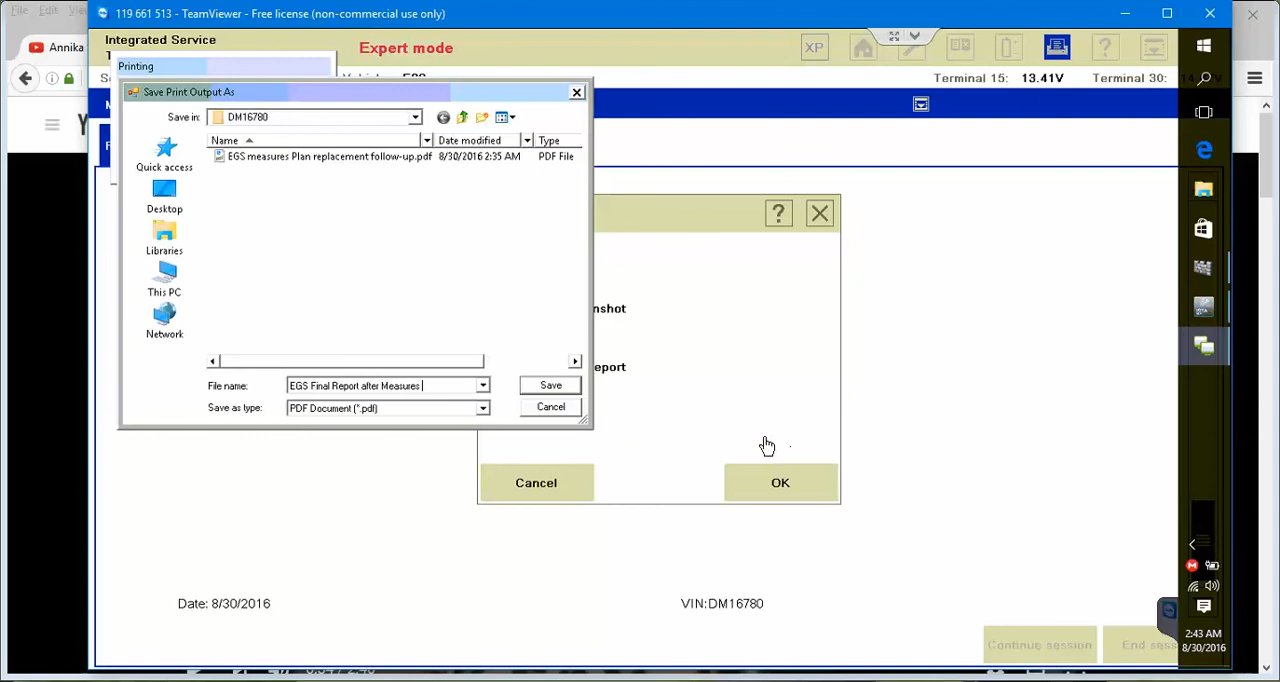 File Edit
119 661 513 - TeamViewer - Free license (non-commercial use only)
Annika
Integrated Service
Expert mode
XP
Printing
Terminal 15: 13.41V Terminal 30:
Save Print Output As
Save in: DM16780
Name Date modified Type
EGS measures Plan replacement follow-up.pdf 8/30/2016 2:35 AM PDF File
Quick access
Desktop
Libraries
This PC
Network
File name: EGS Final Report after Measures
Save
Save as type: PDF Document (*.pdf)
Cancel
?
nshot
eport
Cancel OK
Date: 8/30/2016 VIN:DM16780
Continue session End sess
2:43 AM
8/30/2016